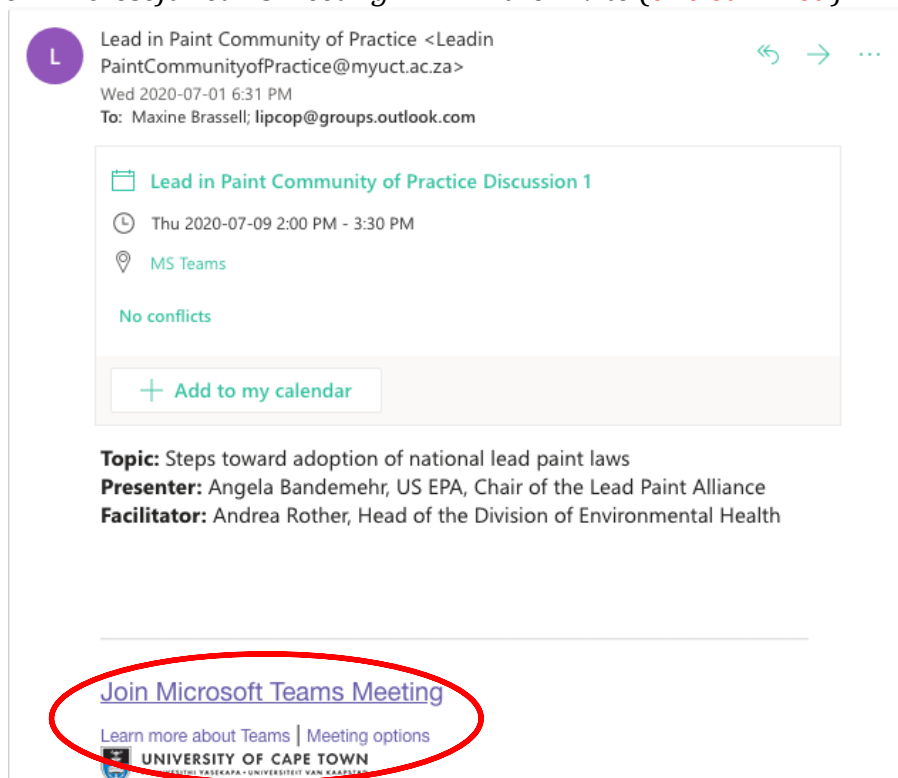 L
Lead in Paint Community of Practice <Leadin
PaintCommunityofPractice@myuct.ac.za>
Wed 2020-07-01 6:31 PM
To: Maxine Brassell; lipcop@groups.outlook.com
Lead in Paint Community of Practice Discussion 1
Thu 2020-07-09 2:00 PM - 3:30 PM
MS Teams
No conflicts
Add to my calendar
Topic: Steps toward adoption of national lead paint laws
Presenter: Angela Bandemehr, US EPA, Chair of the Lead Paint Alliance
Facilitator: Andrea Rother, Head of the Division of Environmental Health
Join Microsoft Teams Meeting
Learn more about Teams | Meeting options
UNIVERSITY OF CAPE TOWN
YASEKAPA • UNIVERSITEIT VAN